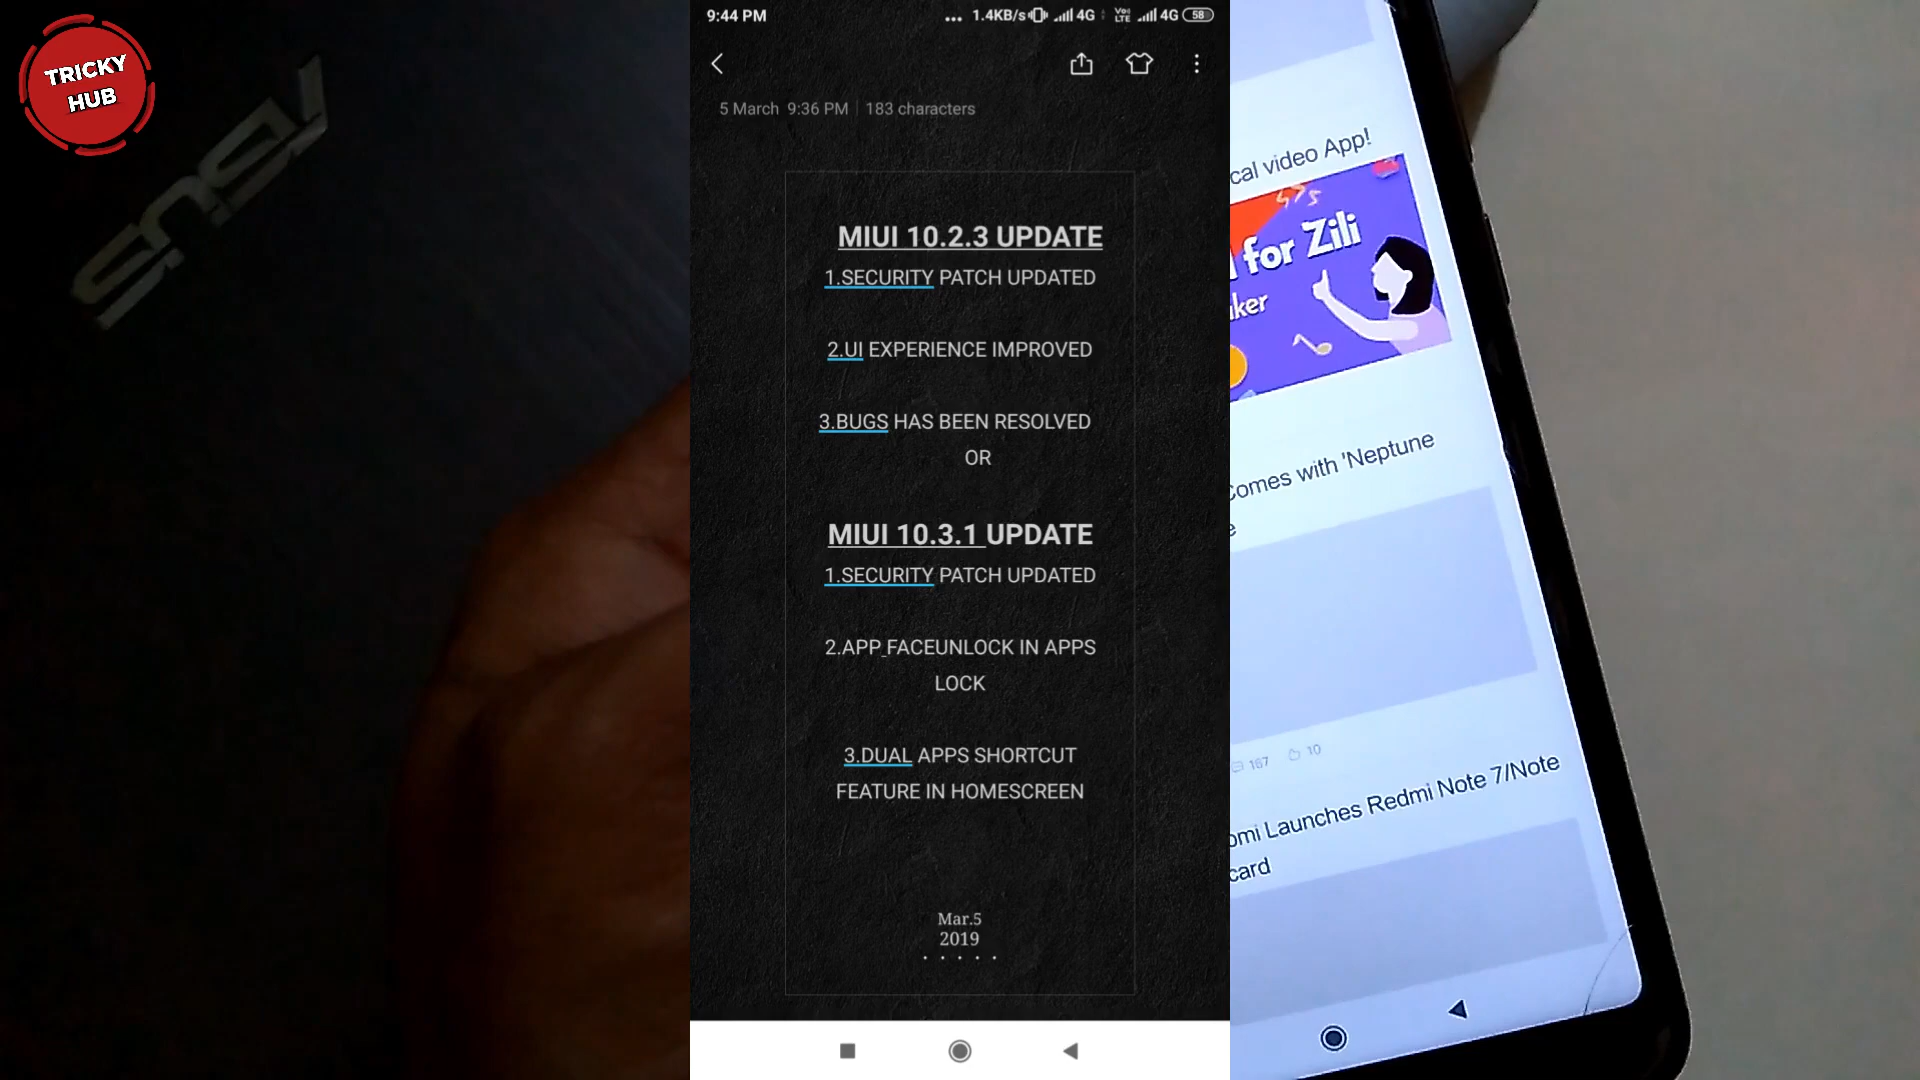 TRICKY
HUB
ASUS
9:44 PM
... 1.4KB/s 4G VoLTE 4G 58
5 March 9:36 PM | 183 characters
MIUI 10.2.3 UPDATE
1.SECURITY PATCH UPDATED
2.UI EXPERIENCE IMPROVED
3.BUGS HAS BEEN RESOLVED
OR
MIUI 10.3.1 UPDATE
1.SECURITY PATCH UPDATED
2.APP FACEUNLOCK IN APPS
LOCK
3.DUAL APPS SHORTCUT
FEATURE IN HOMESCREEN
Mar.5
2019
cal video App!
for Zili
ker
Comes with 'Neptune
167 10
omi Launches Redmi Note 7/Note
card